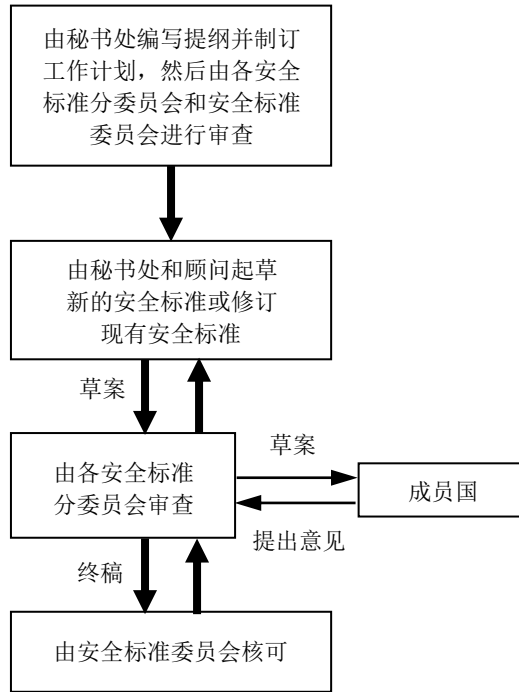 由秘书处编写提纲并制订
工作计划，然后由各安全
标准分委员会和安全标准
委员会进行审查
由秘书处和顾问起草
新的安全标准或修订
现有安全标准
草案
草案
由各安全标准
分委员会审查
成员国
提出意见
终稿
由安全标准委员会核可